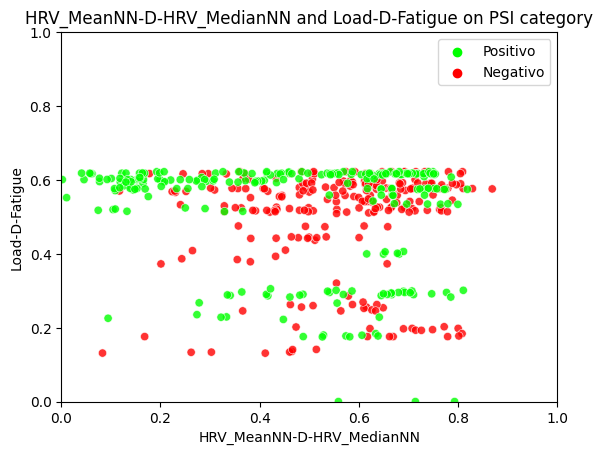 HRV_MeanNN-D-HRV_MedianNN and Load-D-Fatigue on PSI category
Positivo
Negativo
1.0
0.8
0.6
0.4
0.2
0.0
Load-D-Fatigue
0.0 0.2 0.4 0.6 0.8 1.0
HRV_MeanNN-D-HRV_MedianNN